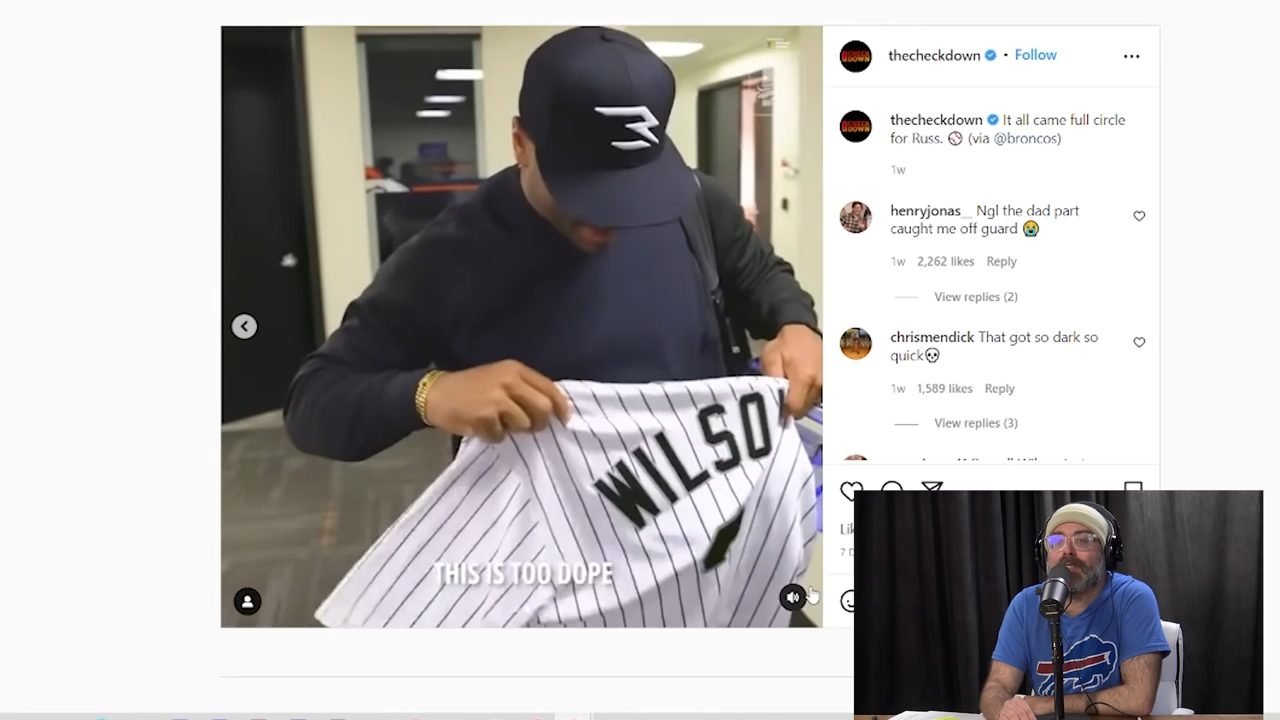 thecheckdown • Follow
thecheckdown It all came full circle
for Russ. ⚾ (via @broncos)
1w
henryjonas_ Ngl the dad part
caught me off guard 😭
1w 2,262 likes Reply
View replies (2)
chrismendick That got so dark so
quick💀
1w 1,589 likes Reply
View replies (3)
WILSO
THIS IS TOO DOPE
3